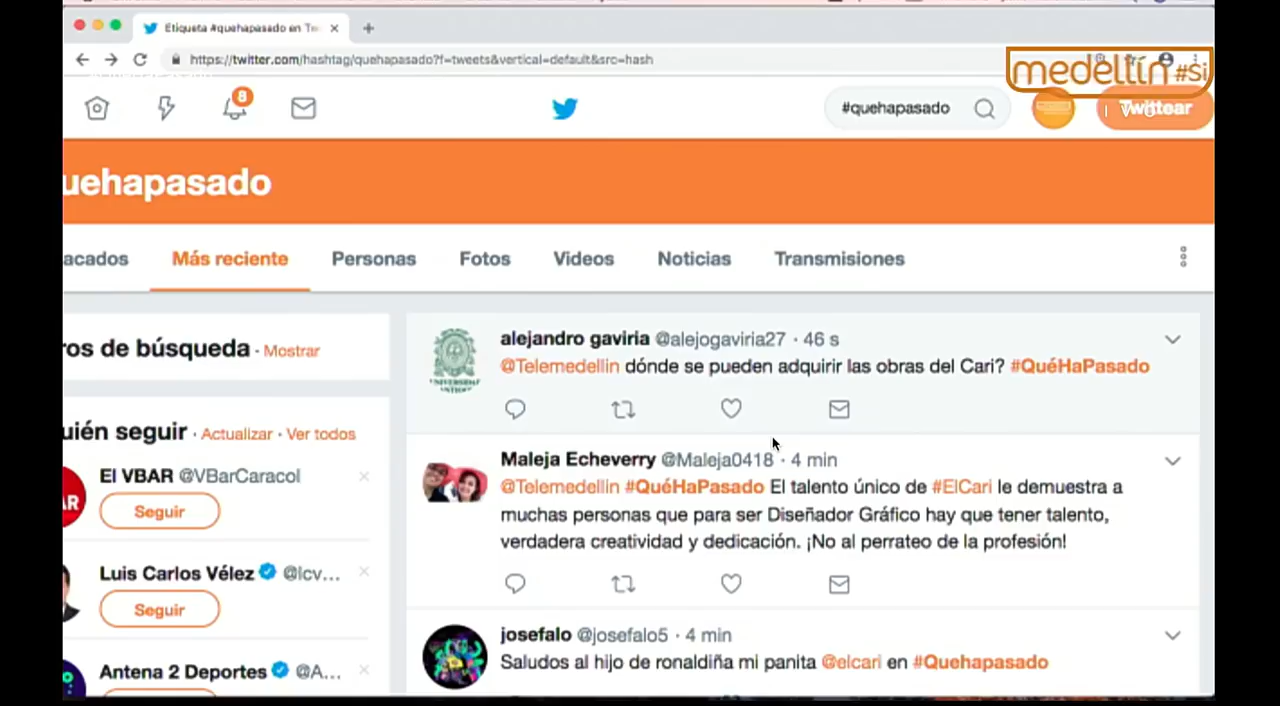 Etiqueta #quehapasado en Tw
https://twitter.com/hashtag/quehapasado?f=tweets&vertical=default&src=hash
medellín #Si
8
#quehapasado
Twittear
uehapasado
acados Más reciente Personas Fotos Videos Noticias Transmisiones
ros de búsqueda · Mostrar
uién seguir · Actualizar · Ver todos
AR
El VBAR @VBarCaracol
Seguir
Luis Carlos Vélez @lcv...
Seguir
Antena 2 Deportes @A...
alejandro gaviria @alejogaviria27 · 46 s
@Telemedellin dónde se pueden adquirir las obras del Cari? #QuéHaPasado
Maleja Echeverry @Maleja0418 · 4 min
@Telemedellin #QuéHaPasado El talento único de #ElCari le demuestra a
muchas personas que para ser Diseñador Gráfico hay que tener talento,
verdadera creatividad y dedicación. ¡No al perrateo de la profesión!
josefalo @josefalo5 · 4 min
Saludos al hijo de ronaldiña mi panita @elcari en #Quehapasado